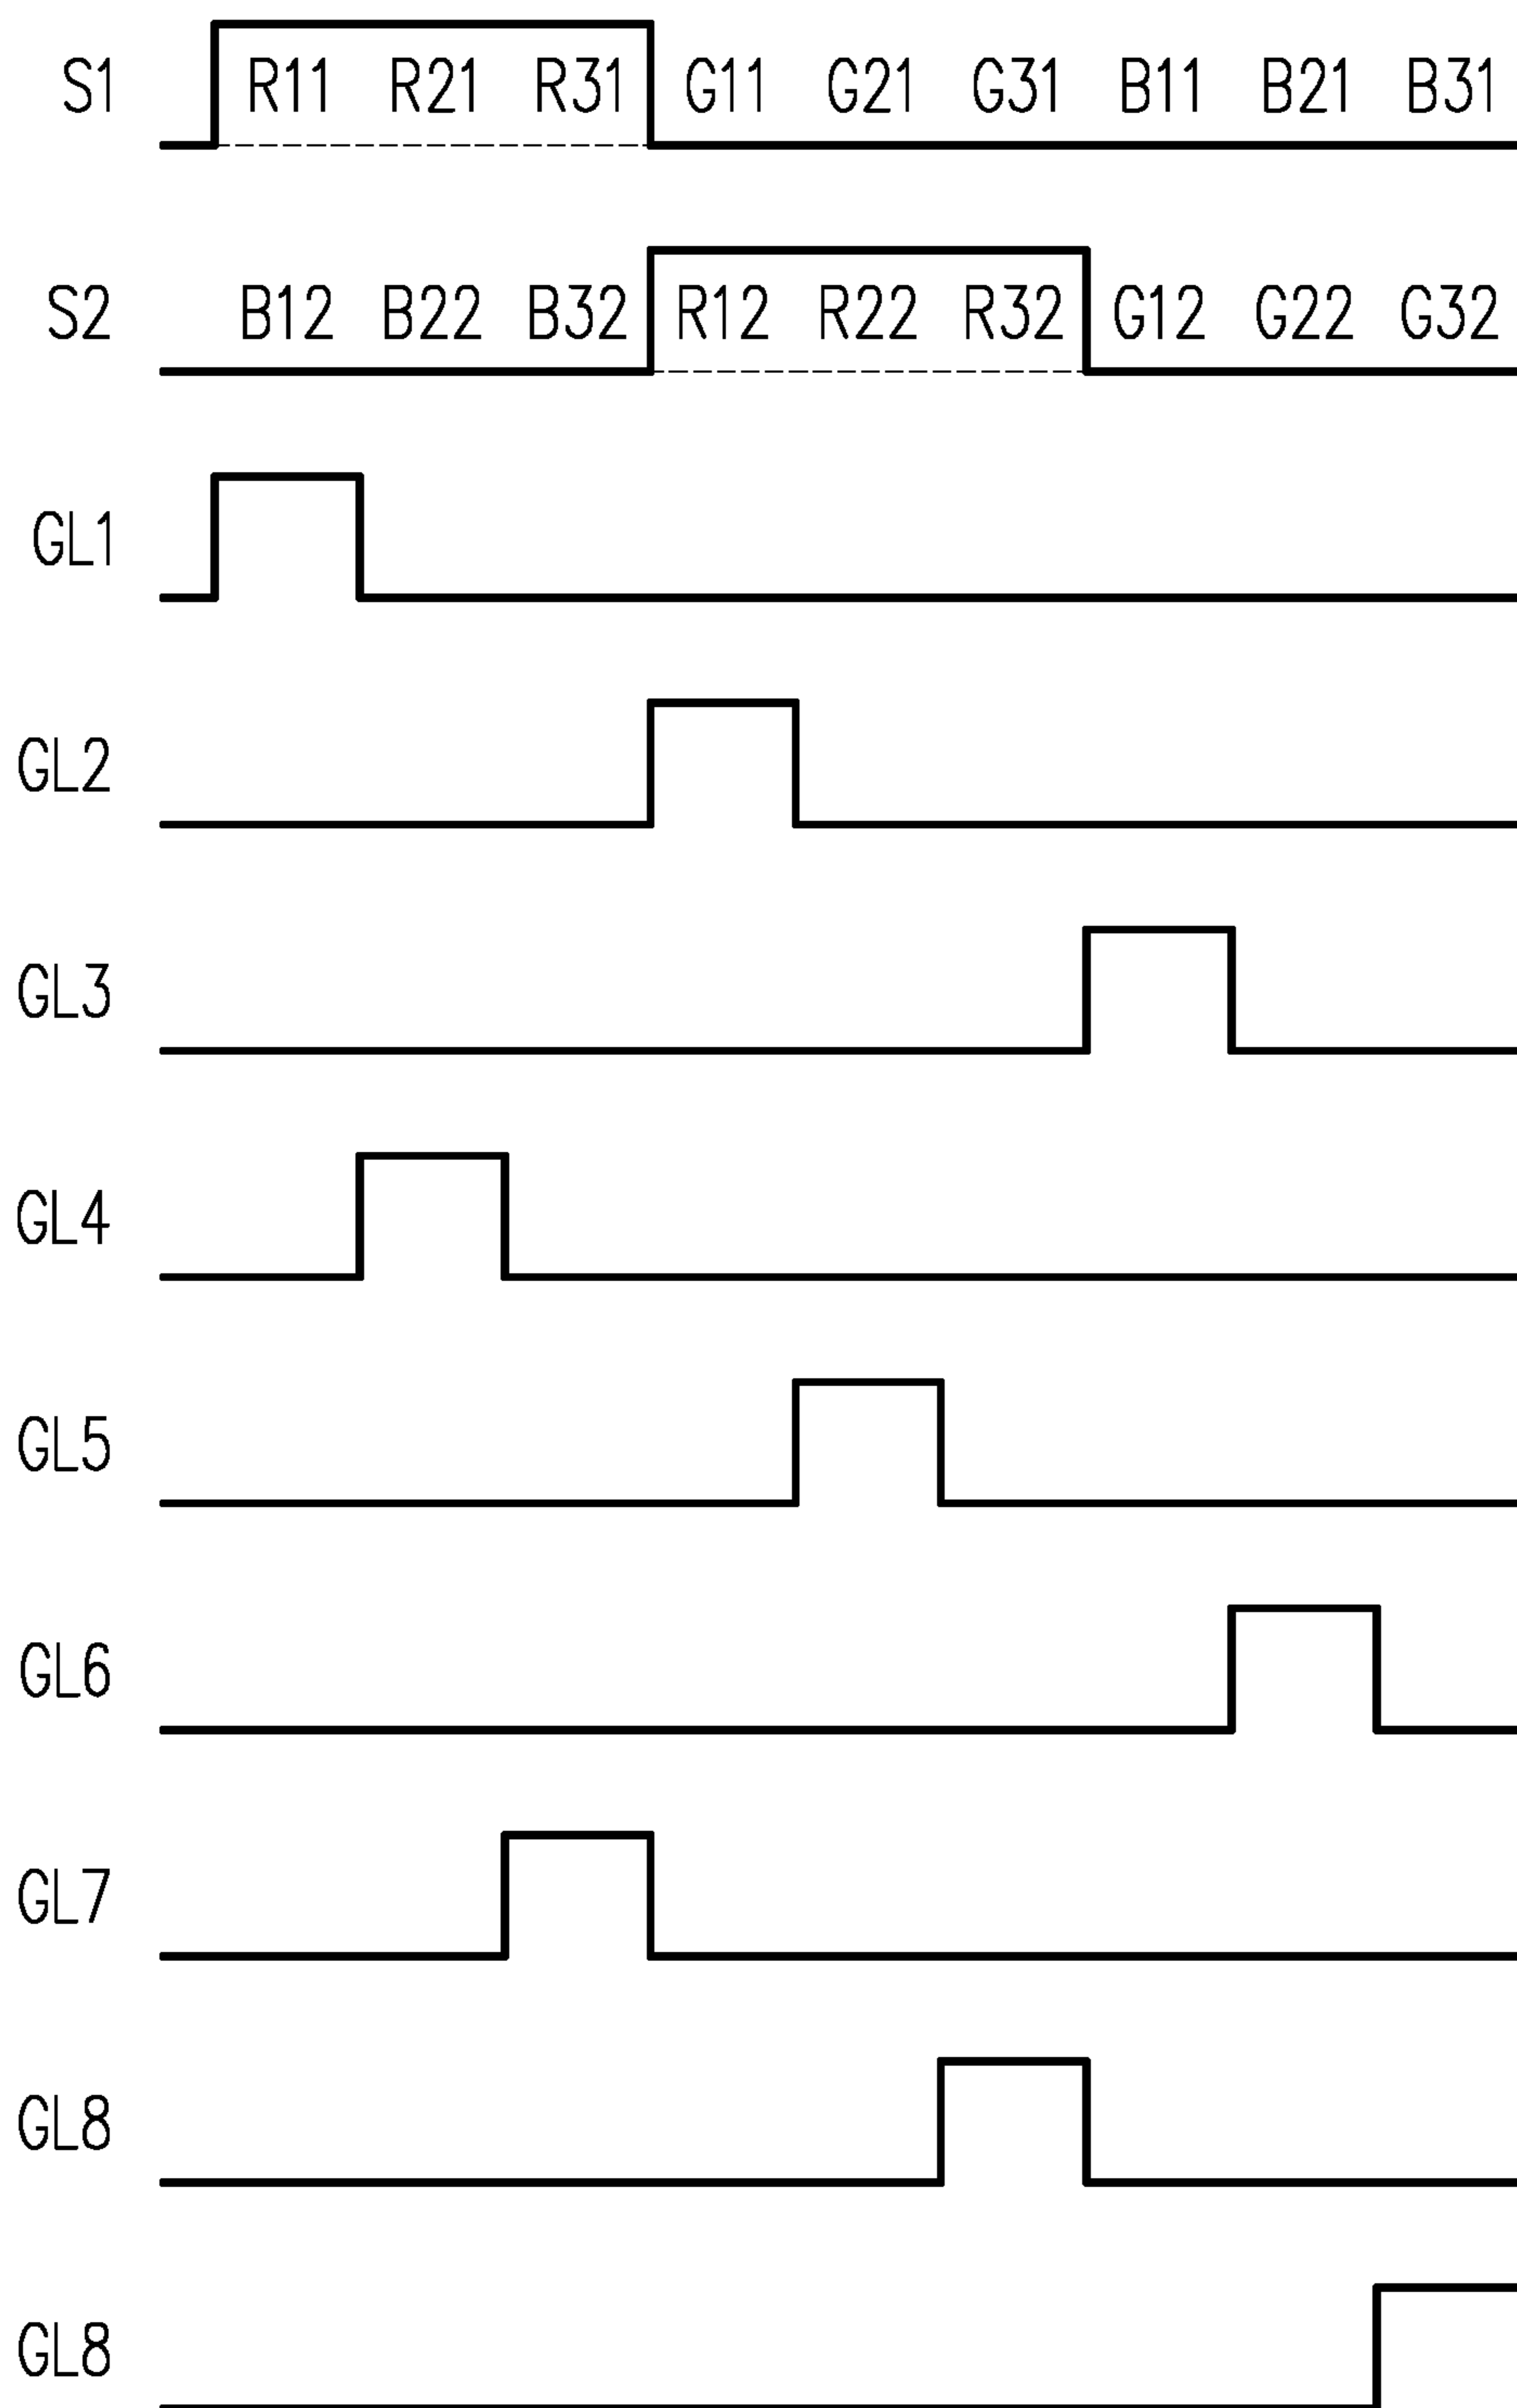 S1 R11 R21 R31 G11 G21 G31 B11 B21 B31
S2 B12 B22 B32 R12 R22 R32 G12 G22 G32
GL1
GL2
GL3
GL4
GL5
GL6
GL7
GL8
GL8